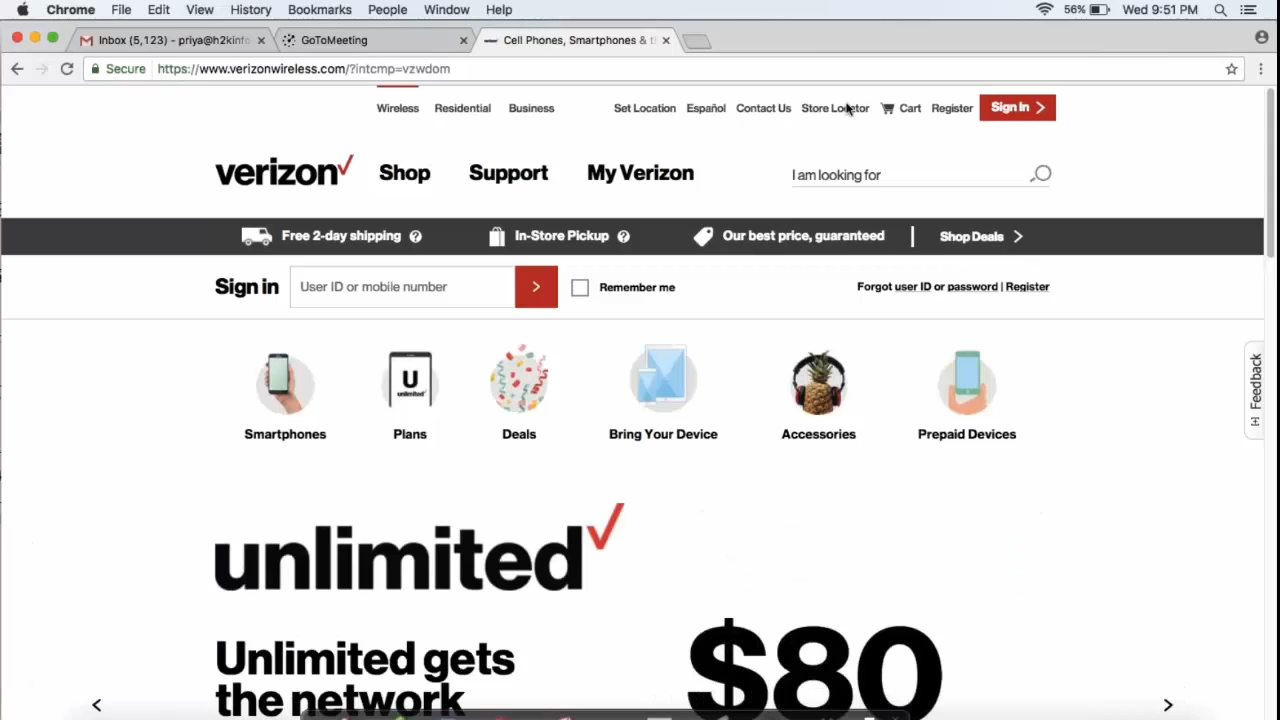 Chrome File Edit View History Bookmarks People Window Help 56% Wed 9:51 PM
Inbox (5,123) - priya@h2kinfo GoToMeeting Cell Phones, Smartphones &
Secure https://www.verizonwireless.com/?intcmp=vzwdom
Wireless Residential Business Set Location Español Contact Us Store Locator Cart Register Sign In
verizon Shop Support My Verizon I am looking for
Free 2-day shipping ? In-Store Pickup ? Our best price, guaranteed | Shop Deals
Sign in User ID or mobile number Remember me Forgot user ID or password | Register
U
unlimited
Smartphones Plans Deals Bring Your Device Accessories Prepaid Devices
[+] Feedback
unlimited
Unlimited gets
the network
$80